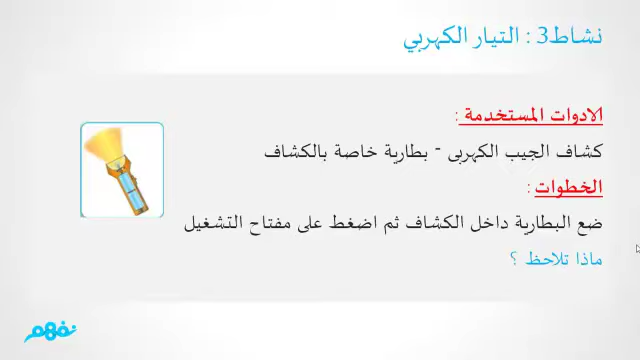 نشاط3 : التيار الكهربي
الادوات المستخدمة :
كشاف الجيب الكهربى - بطارية خاصة بالكشاف
الخطوات :
ضع البطارية داخل الكشاف ثم اضغط على مفتاح التشغيل
ماذا تلاحظ ؟
نفهم